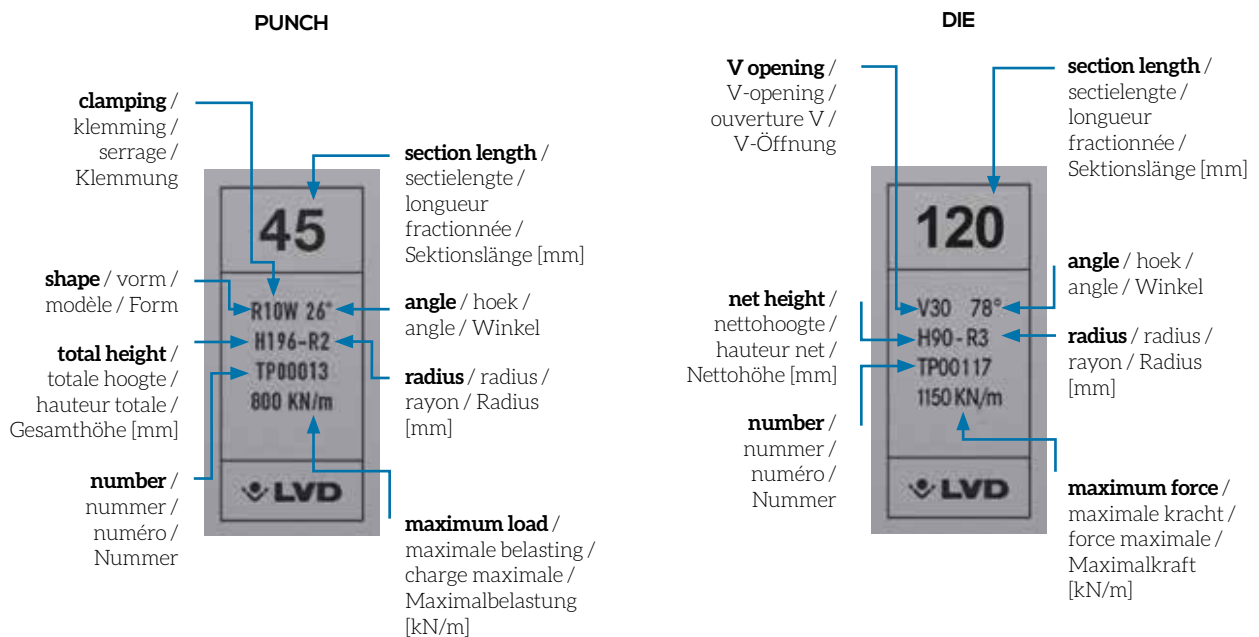 PUNCH
clamping /
klemming /
serrage /
Klemmung
section length /
sectielengte /
longueur
fractionnée /
Sektionslänge [mm]
shape / vorm /
modèle / Form
angle / hoek /
angle / Winkel
total height /
totale hoogte /
hauteur totale /
Gesamthöhe [mm]
radius / radius /
rayon / Radius
[mm]
number /
nummer /
numéro /
Nummer
maximum load /
maximale belasting /
charge maximale /
Maximalbelastung
[kN/m]
45
R10W 26°
H196-R2
TP00013
800 KN/m
LVD
DIE
V opening /
V-opening /
ouverture V /
V-Öffnung
section length /
sectielengte /
longueur
fractionnée /
Sektionslänge [mm]
angle / hoek /
angle / Winkel
net height /
nettohoogte /
hauteur net /
Nettohöhe [mm]
radius / radius /
rayon / Radius
[mm]
number /
nummer /
numéro /
Nummer
maximum force /
maximale kracht /
force maximale /
Maximalkraft
[kN/m]
120
V30 78°
H90-R3
TP00117
1150 KN/m
LVD